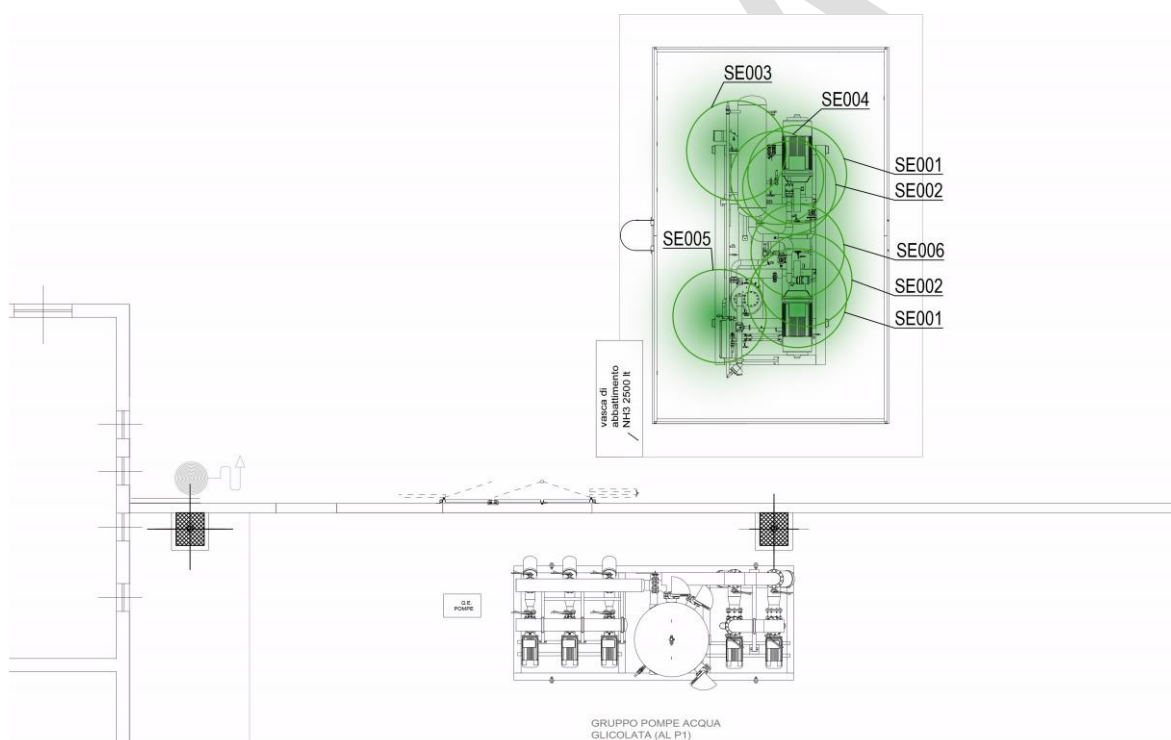 SE003
SE004
SE001
SE002
SE005
SE006
SE002
SE001
vasca di
abbattimento
NH3 2500 lt
Q.E.
POMPE
GRUPPO POMPE ACQUA
GLICOLATA (AL P1)